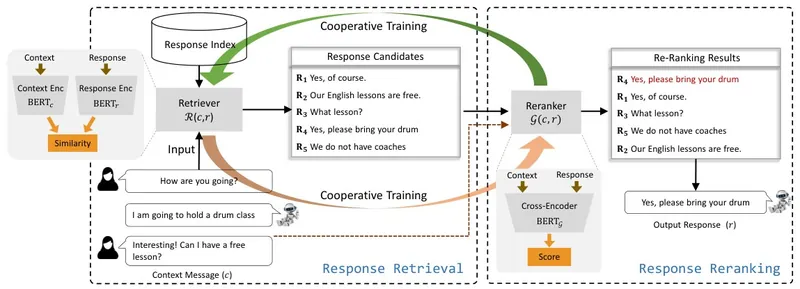 Cooperative Training
Response Index
Context
Response
Context Enc
BERT𝑐
Response Enc
BERT𝑟
Similarity
Retriever
ℛ(𝑐,𝑟)
Input
Response Candidates
R1 Yes, of course.
R2 Our English lessons are free.
R3 What lesson?
R4 Yes, please bring your drum
R5 We do not have coaches
How are you going?
I am going to hold a drum class
Interesting! Can I have a free
lesson?
Context Message (𝑐)
Cooperative Training
Response Retrieval
Reranker
𝒢(𝑐,𝑟)
Context
Response
Cross-Encoder
BERT𝒢
Score
Re-Ranking Results
R4 Yes, please bring your drum
R1 Yes, of course.
R3 What lesson?
R5 We do not have coaches
R2 Our English lessons are free.
Yes, please bring your drum
Output Response (𝑟)
Response Reranking